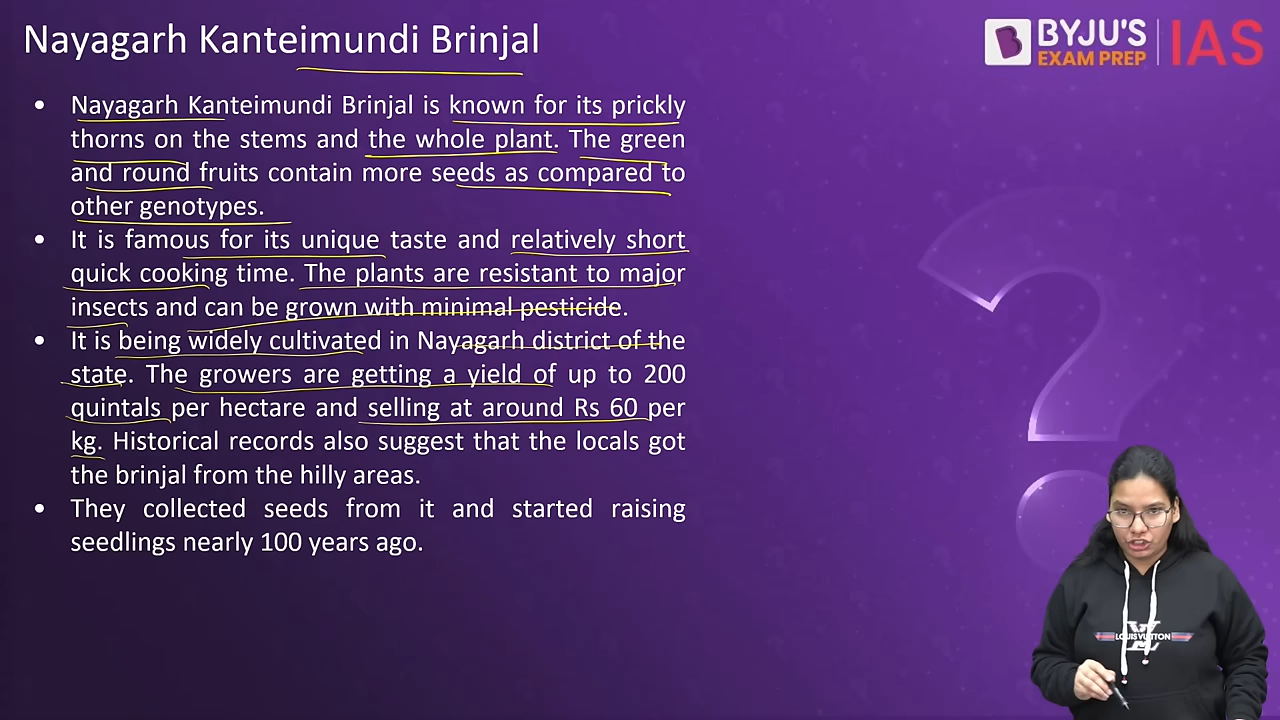 Nayagarh Kanteimundi Brinjal
BYJU'S
EXAM PREP
IAS
• Nayagarh Kanteimundi Brinjal is known for its prickly
thorns on the stems and the whole plant. The green
and round fruits contain more seeds as compared to
other genotypes.
• It is famous for its unique taste and relatively short
quick cooking time. The plants are resistant to major
insects and can be grown with minimal pesticide.
• It is being widely cultivated in Nayagarh district of the
state. The growers are getting a yield of up to 200
quintals per hectare and selling at around Rs 60 per
kg. Historical records also suggest that the locals got
the brinjal from the hilly areas.
• They collected seeds from it and started raising
seedlings nearly 100 years ago.
LOUIS VUITTON